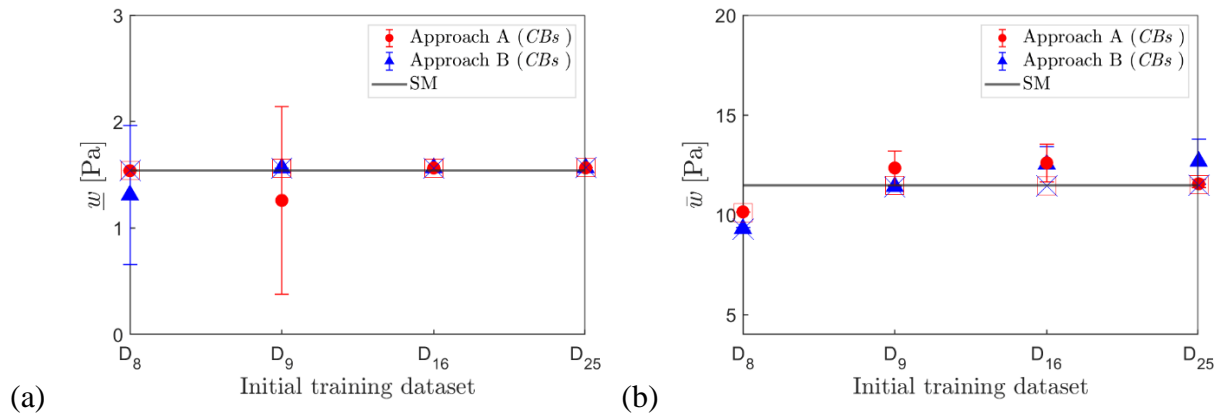 3
2
1
0
w [Pa]
Approach A (CBs )
Approach B (CBs )
SM
D8 D9 D16 D25
Initial training dataset
(a)
20
15
10
5
w̄ [Pa]
Approach A (CBs )
Approach B (CBs )
SM
D8 D9 D16 D25
Initial training dataset
(b)